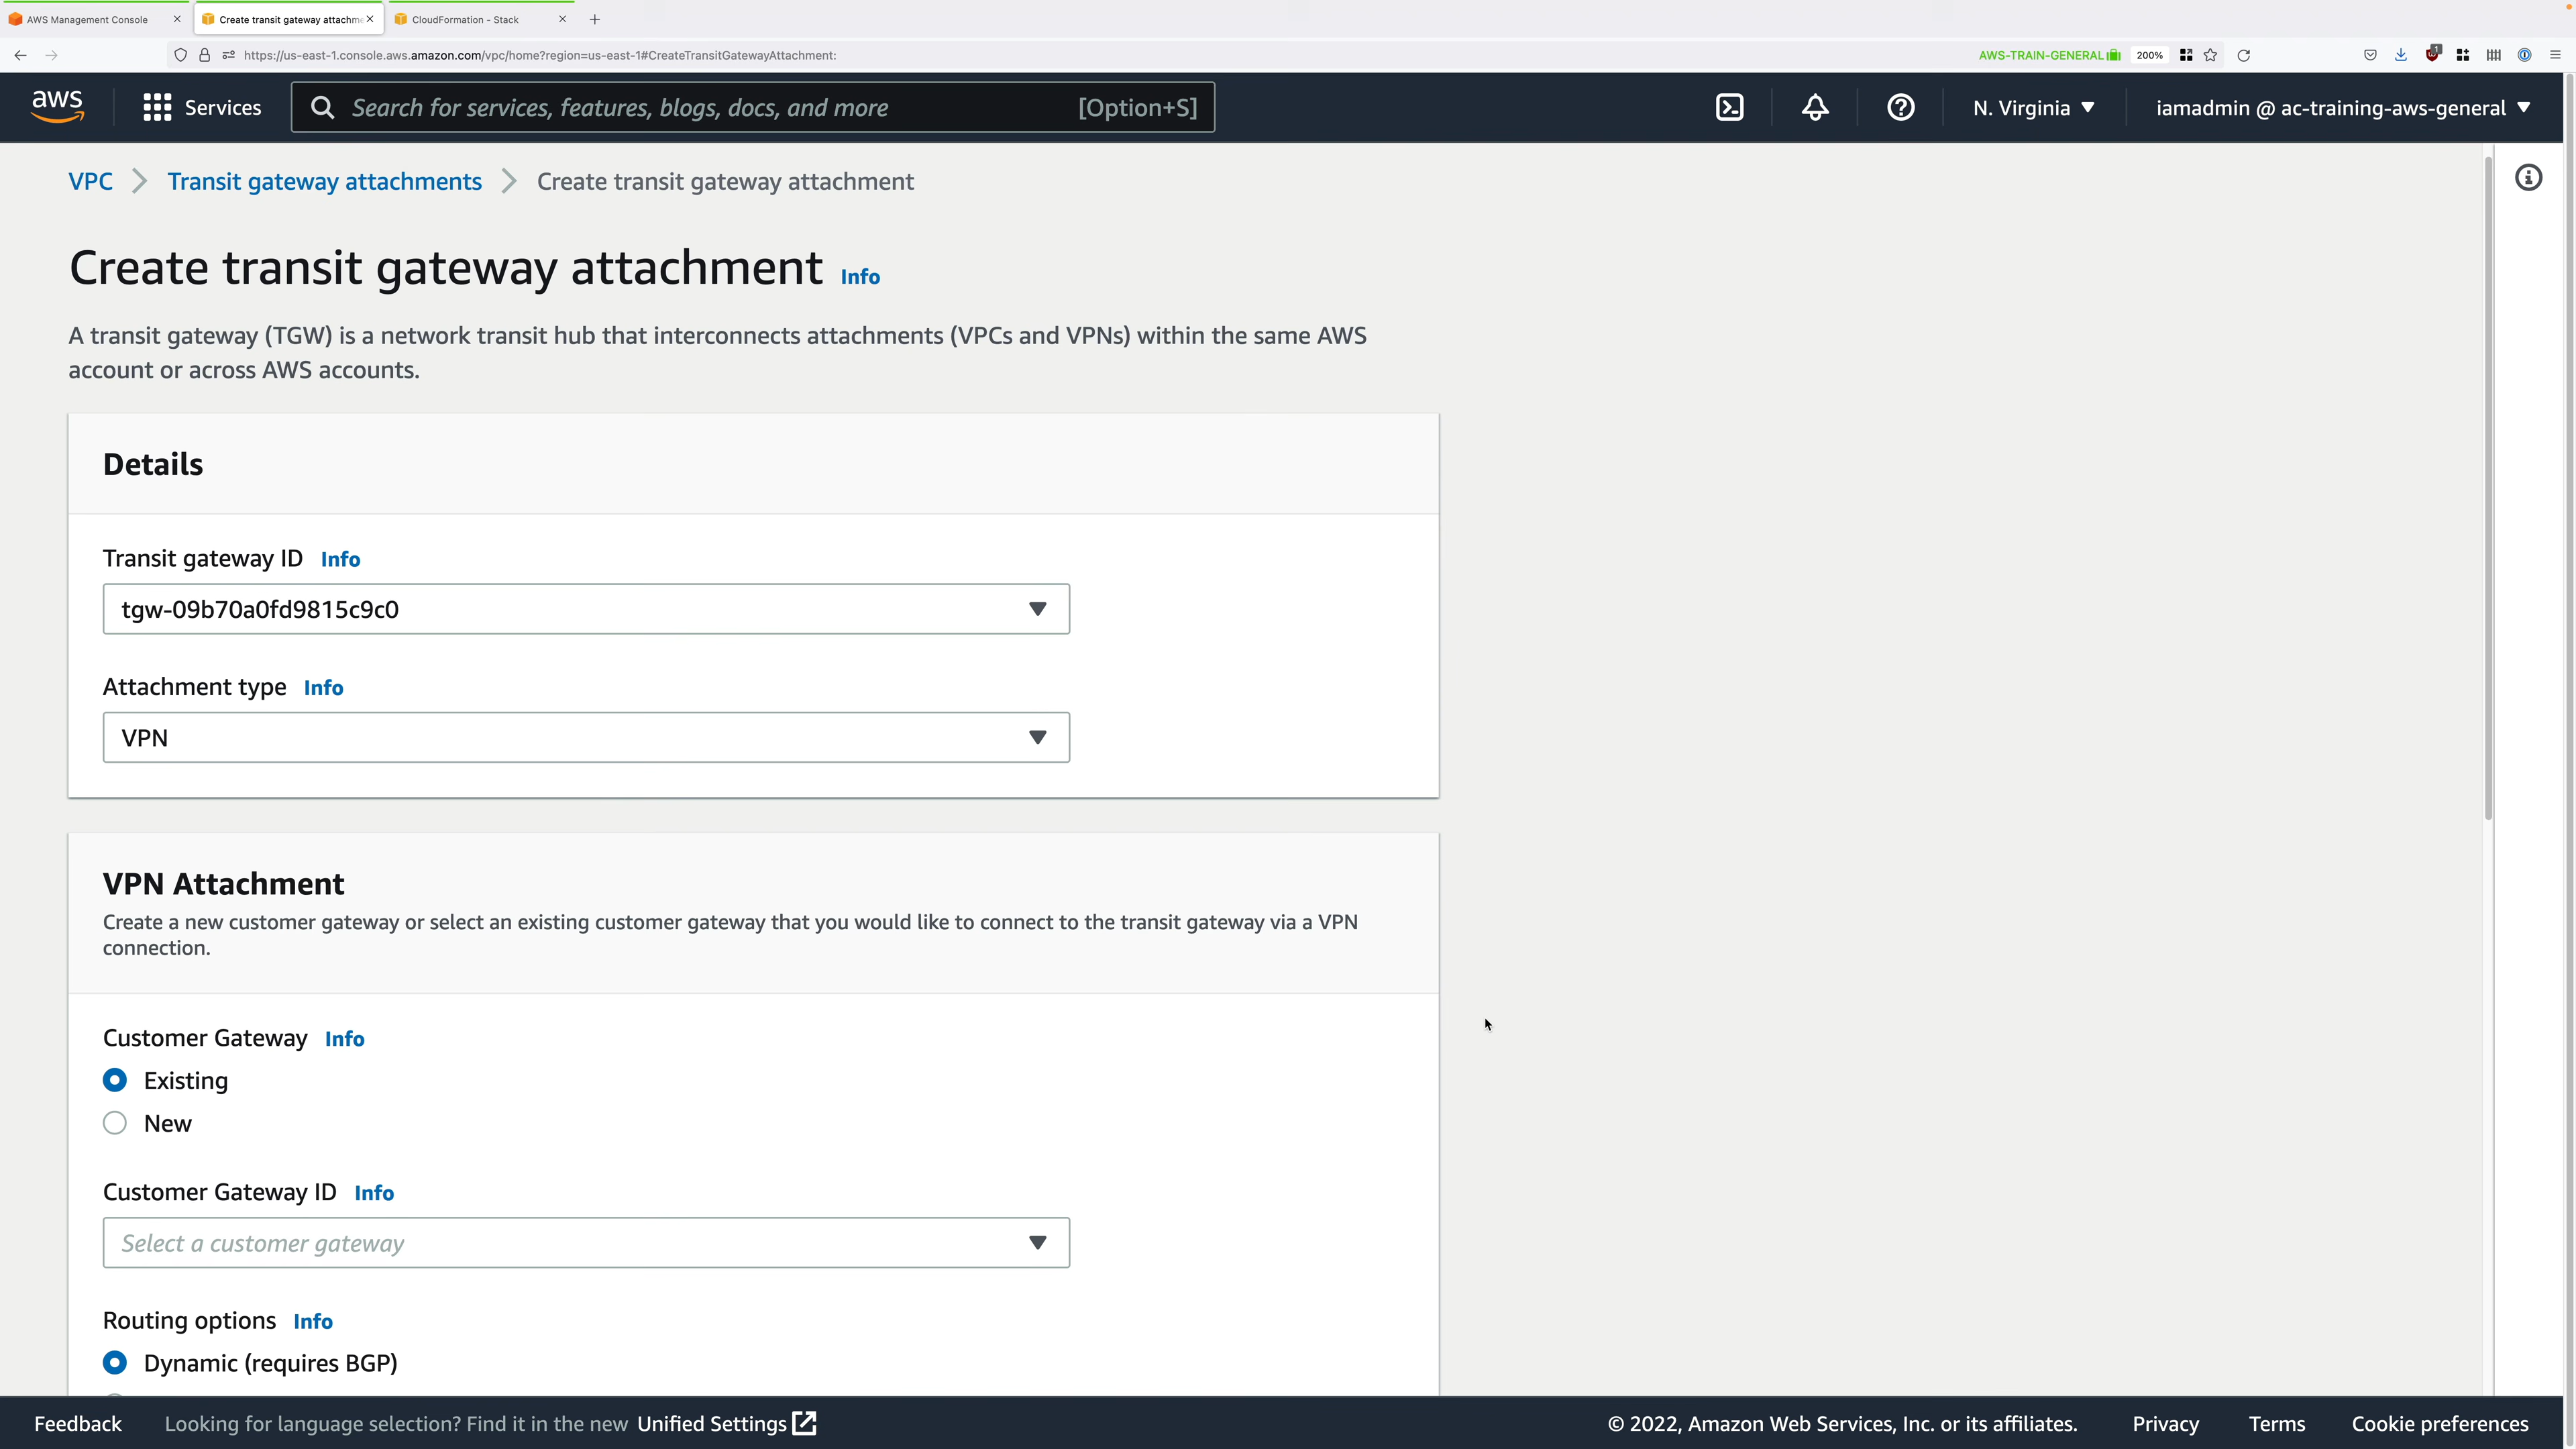 AWS Management Console
Create transit gateway attachme
CloudFormation - Stack
https://us-east-1.console.aws.amazon.com/vpc/home?region=us-east-1#CreateTransitGatewayAttachment:
AWS-TRAIN-GENERAL
200%
1
aws
Services
Search for services, features, blogs, docs, and more
[Option+S]
N. Virginia
iamadmin @ ac-training-aws-general
VPC
Transit gateway attachments
Create transit gateway attachment
Create transit gateway attachment Info
A transit gateway (TGW) is a network transit hub that interconnects attachments (VPCs and VPNs) within the same AWS
account or across AWS accounts.
Details
Transit gateway ID Info
tgw-09b70a0fd9815c9c0
Attachment type Info
VPN
VPN Attachment
Create a new customer gateway or select an existing customer gateway that you would like to connect to the transit gateway via a VPN
connection.
Customer Gateway Info
Existing
New
Customer Gateway ID Info
Select a customer gateway
Routing options Info
Dynamic (requires BGP)
Feedback
Looking for language selection? Find it in the new Unified Settings
© 2022, Amazon Web Services, Inc. or its affiliates.
Privacy
Terms
Cookie preferences